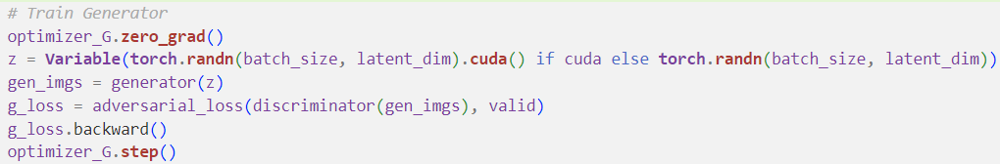 # Train Generator
optimizer_G.zero_grad()
z = Variable(torch.randn(batch_size, latent_dim).cuda() if cuda else torch.randn(batch_size, latent_dim))
gen_imgs = generator(z)
g_loss = adversarial_loss(discriminator(gen_imgs), valid)
g_loss.backward()
optimizer_G.step()